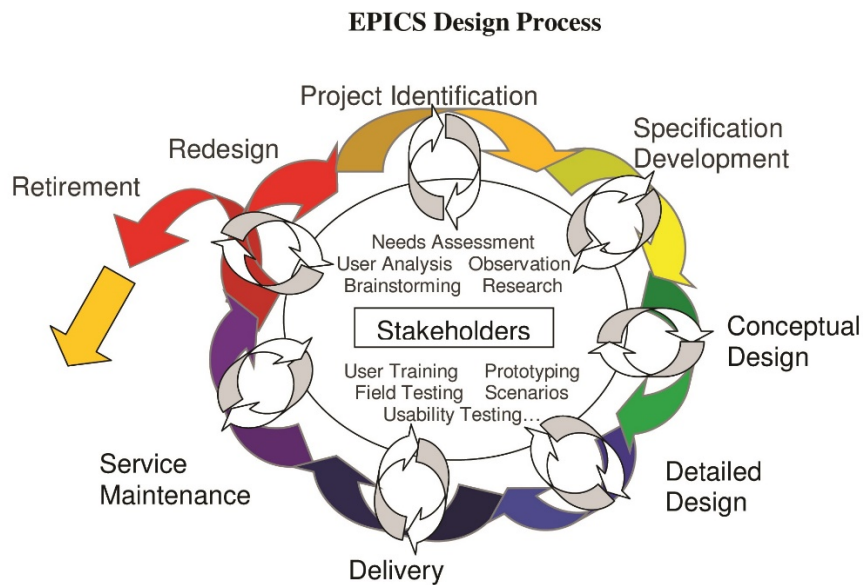 EPICS Design Process
Project Identification
Specification
Development
Conceptual
Design
Detailed
Design
Delivery
Service
Maintenance
Redesign
Retirement
Needs Assessment
User Analysis Observation
Brainstorming Research
Stakeholders
User Training Prototyping
Field Testing Scenarios
Usability Testing…